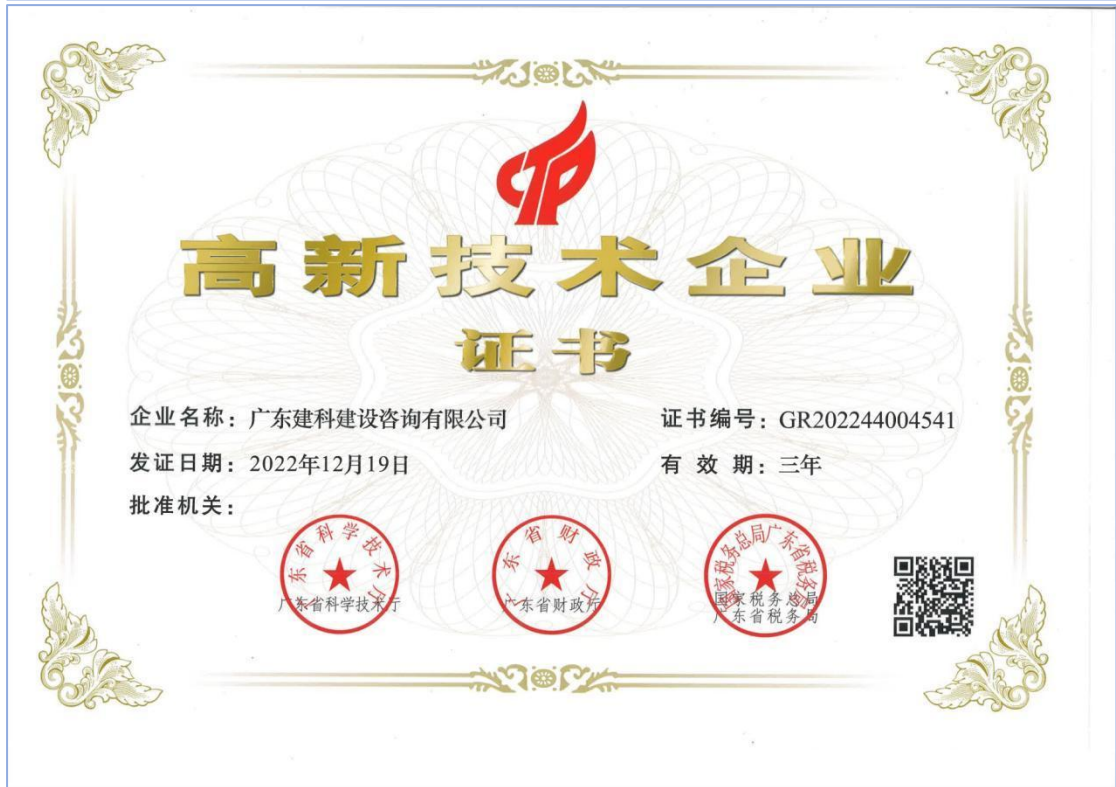 高新技术企业
证书
企业名称：广东建科建设咨询有限公司
证书编号：GR202244004541
发证日期：2022年12月19日
有 效 期：三年
批准机关：
广东省科学技术厅
广东省科学技术厅
广东省财政厅
广东省财政厅
国家税务总局广东省税务局
国家税务总局
广东省税务局